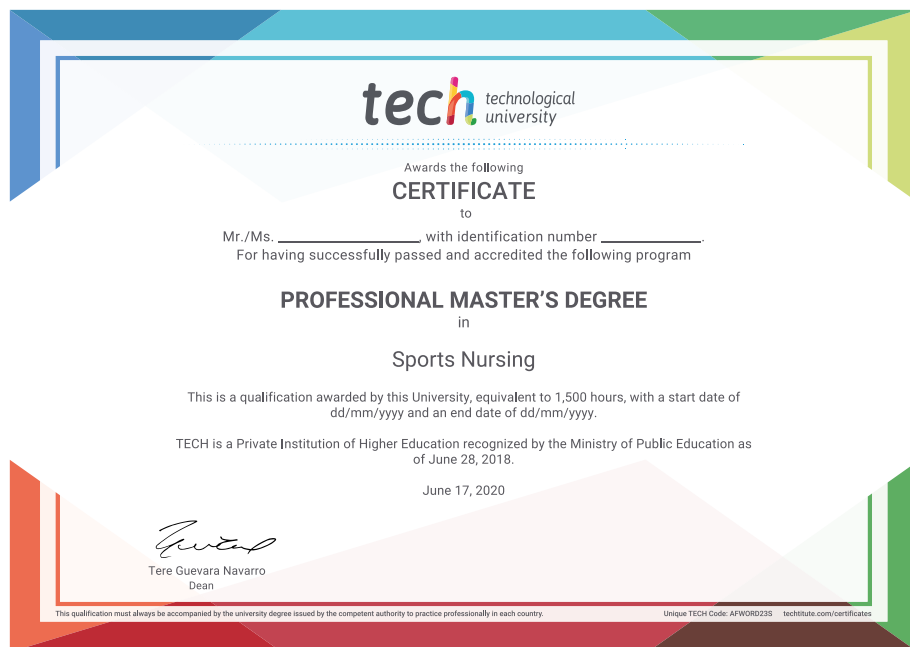 tech technological
university
Awards the following
CERTIFICATE
to
Mr./Ms. ____________, with identification number ____________.
For having successfully passed and accredited the following program
PROFESSIONAL MASTER'S DEGREE
in
Sports Nursing
This is a qualification awarded by this University, equivalent to 1,500 hours, with a start date of
dd/mm/yyyy and an end date of dd/mm/yyyy.
TECH is a Private Institution of Higher Education recognized by the Ministry of Public Education as
of June 28, 2018.
June 17, 2020
Tere Guevara Navarro
Dean
This qualification must always be accompanied by the university degree issued by the competent authority to practice professionally in each country. Unique TECH Code: AFWORD23S techtitute.com/certificates